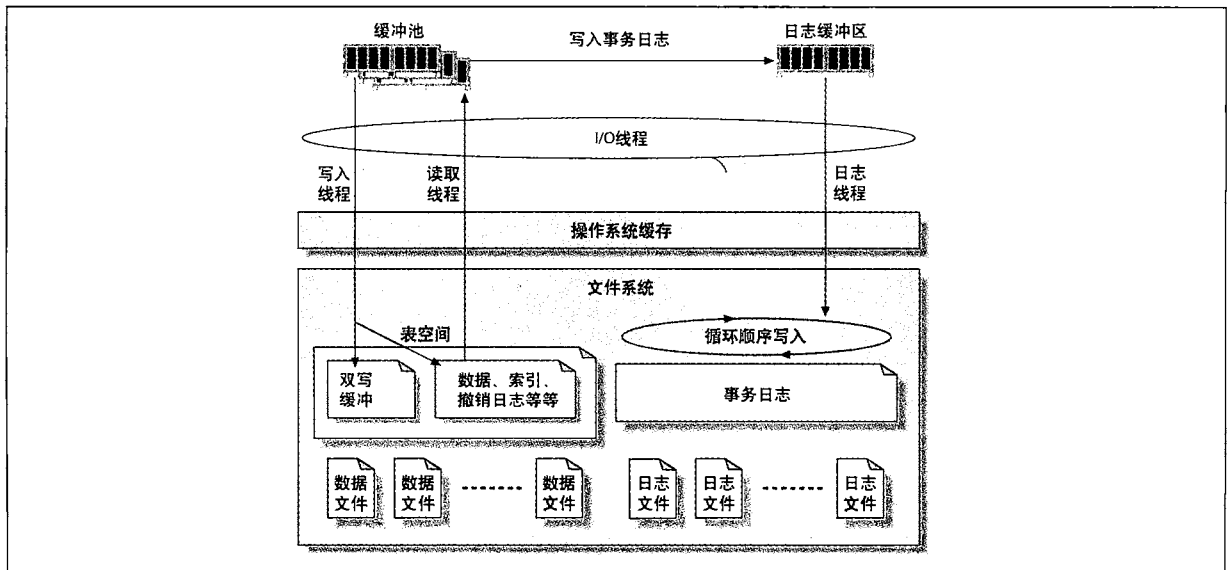 缓冲池
写入事务日志
日志缓冲区
I/O线程
写入
线程
读取
线程
日志
线程
操作系统缓存
文件系统
表空间
循环顺序写入
双写
缓冲
数据、索引、
撤销日志等等
事务日志
数据
文件
数据
文件
数据
文件
日志
文件
日志
文件
日志
文件